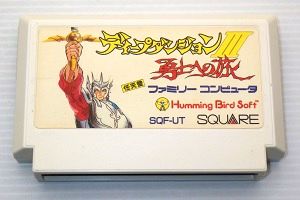 ディープダンジョンIII
勇士への旅
任天堂
ファミリー コンピュータ
Humming Bird Soft
SQF-UT SQUARE